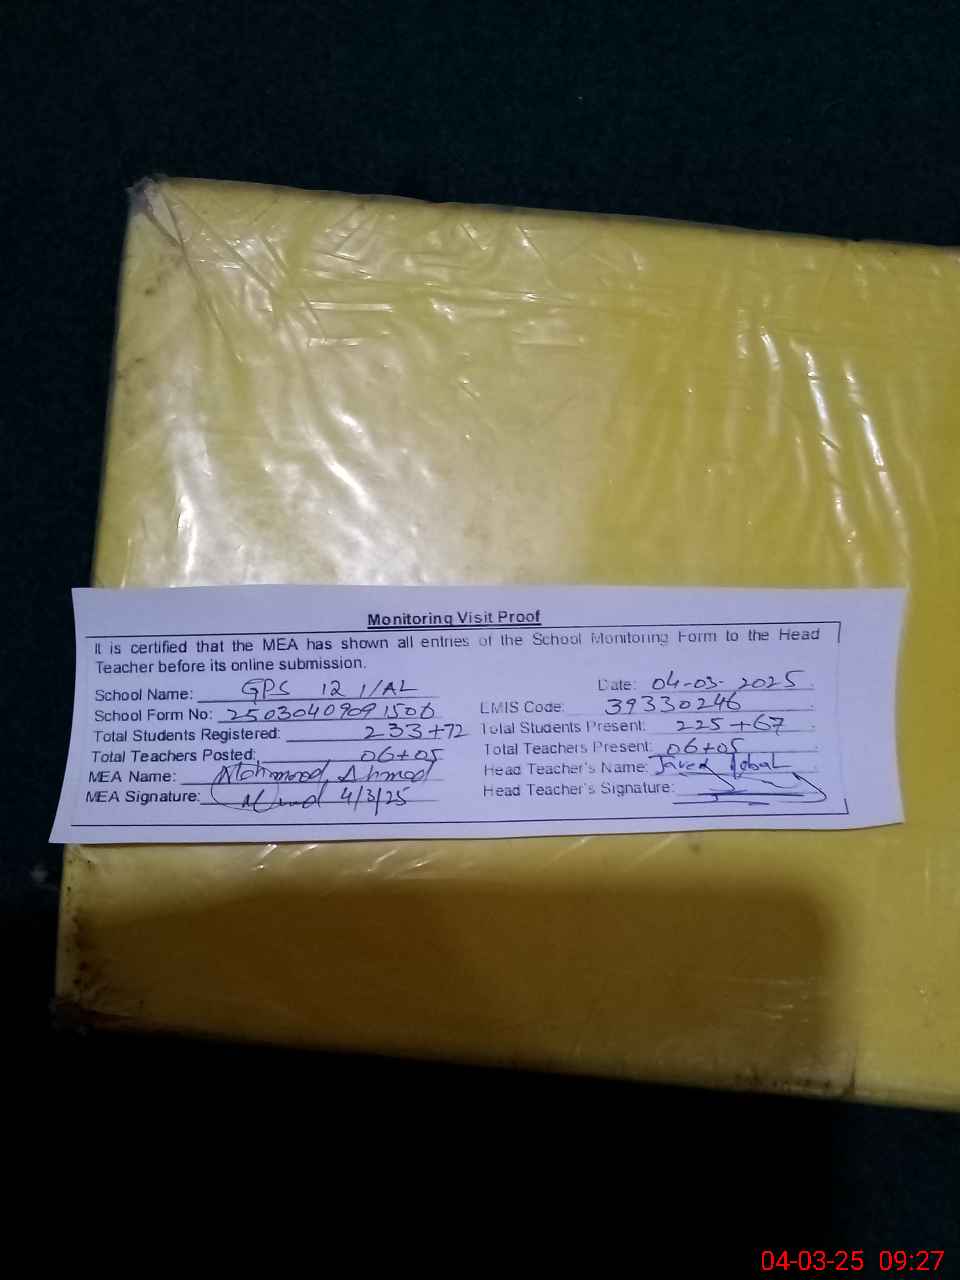 Monitoring Visit Proof
It is certified that the MEA has shown all entries of the School Monitoring Form to the Head
Teacher before its online submission.
School Name: GPS 12 1/AL Date: 04-03-2025
School Form No: 25030409091506 EMIS Code: 39330246
Total Students Registered: 233+72 Total Students Present: 225+67
Total Teachers Posted: 06+05 Total Teachers Present: 06+05
MEA Name: Mahmood Ahmad Head Teacher's Name: Javed Iqbal
MEA Signature: 4/3/25 Head Teacher's Signature:
04-03-25 09:27